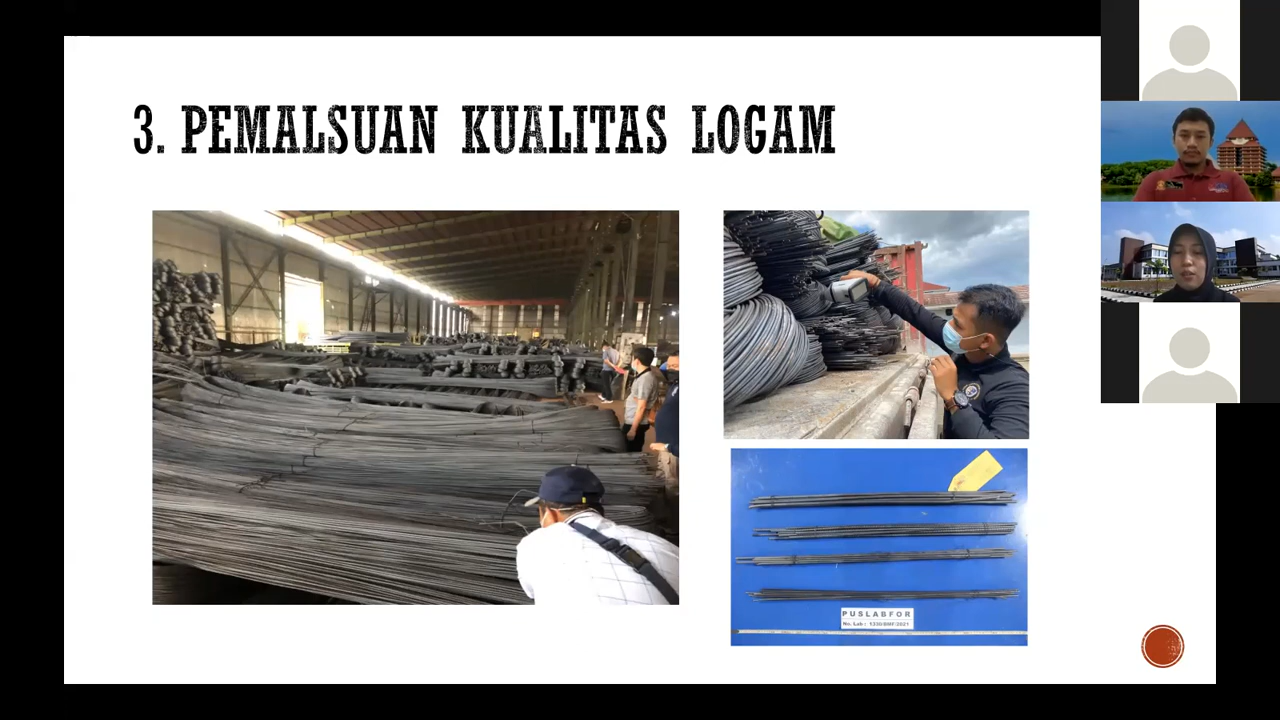 3. PEMALSUAN KUALITAS LOGAM
PUSLABFOR
No. Lab : 1330/BMF/2021